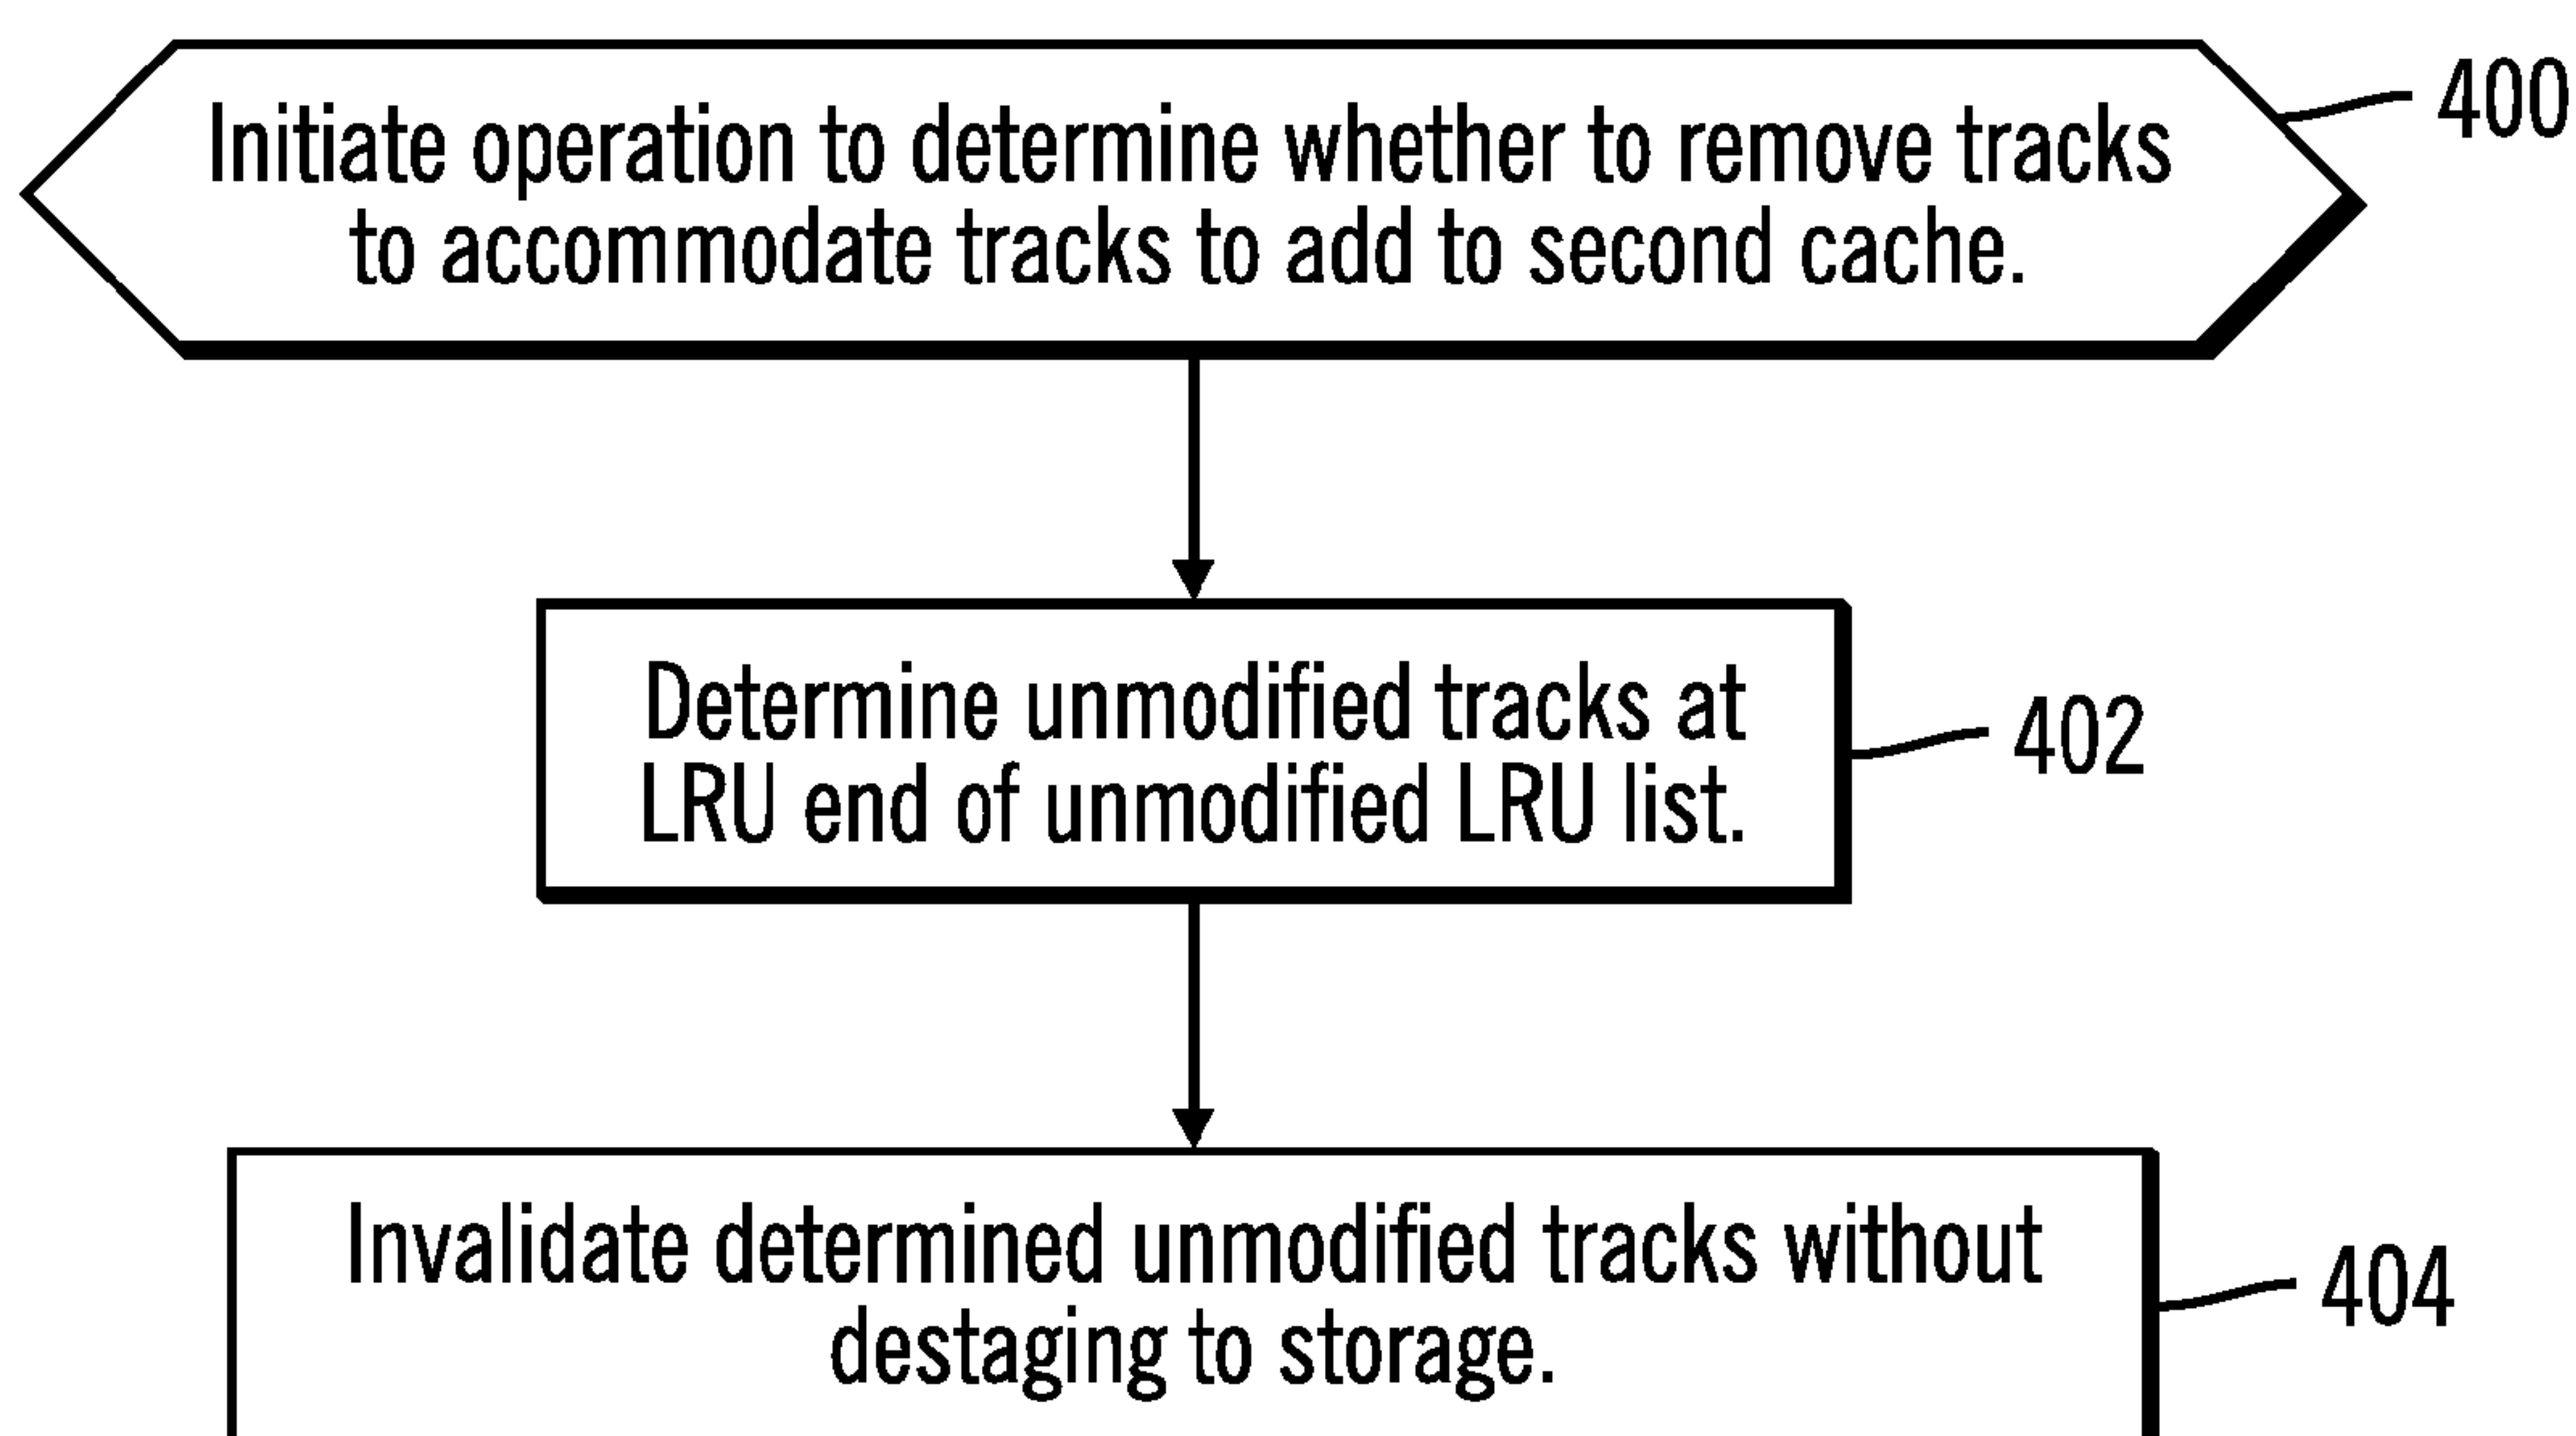 Initiate operation to determine whether to remove tracks
to accommodate tracks to add to second cache.
400
Determine unmodified tracks at
LRU end of unmodified LRU list.
402
Invalidate determined unmodified tracks without
destaging to storage.
404